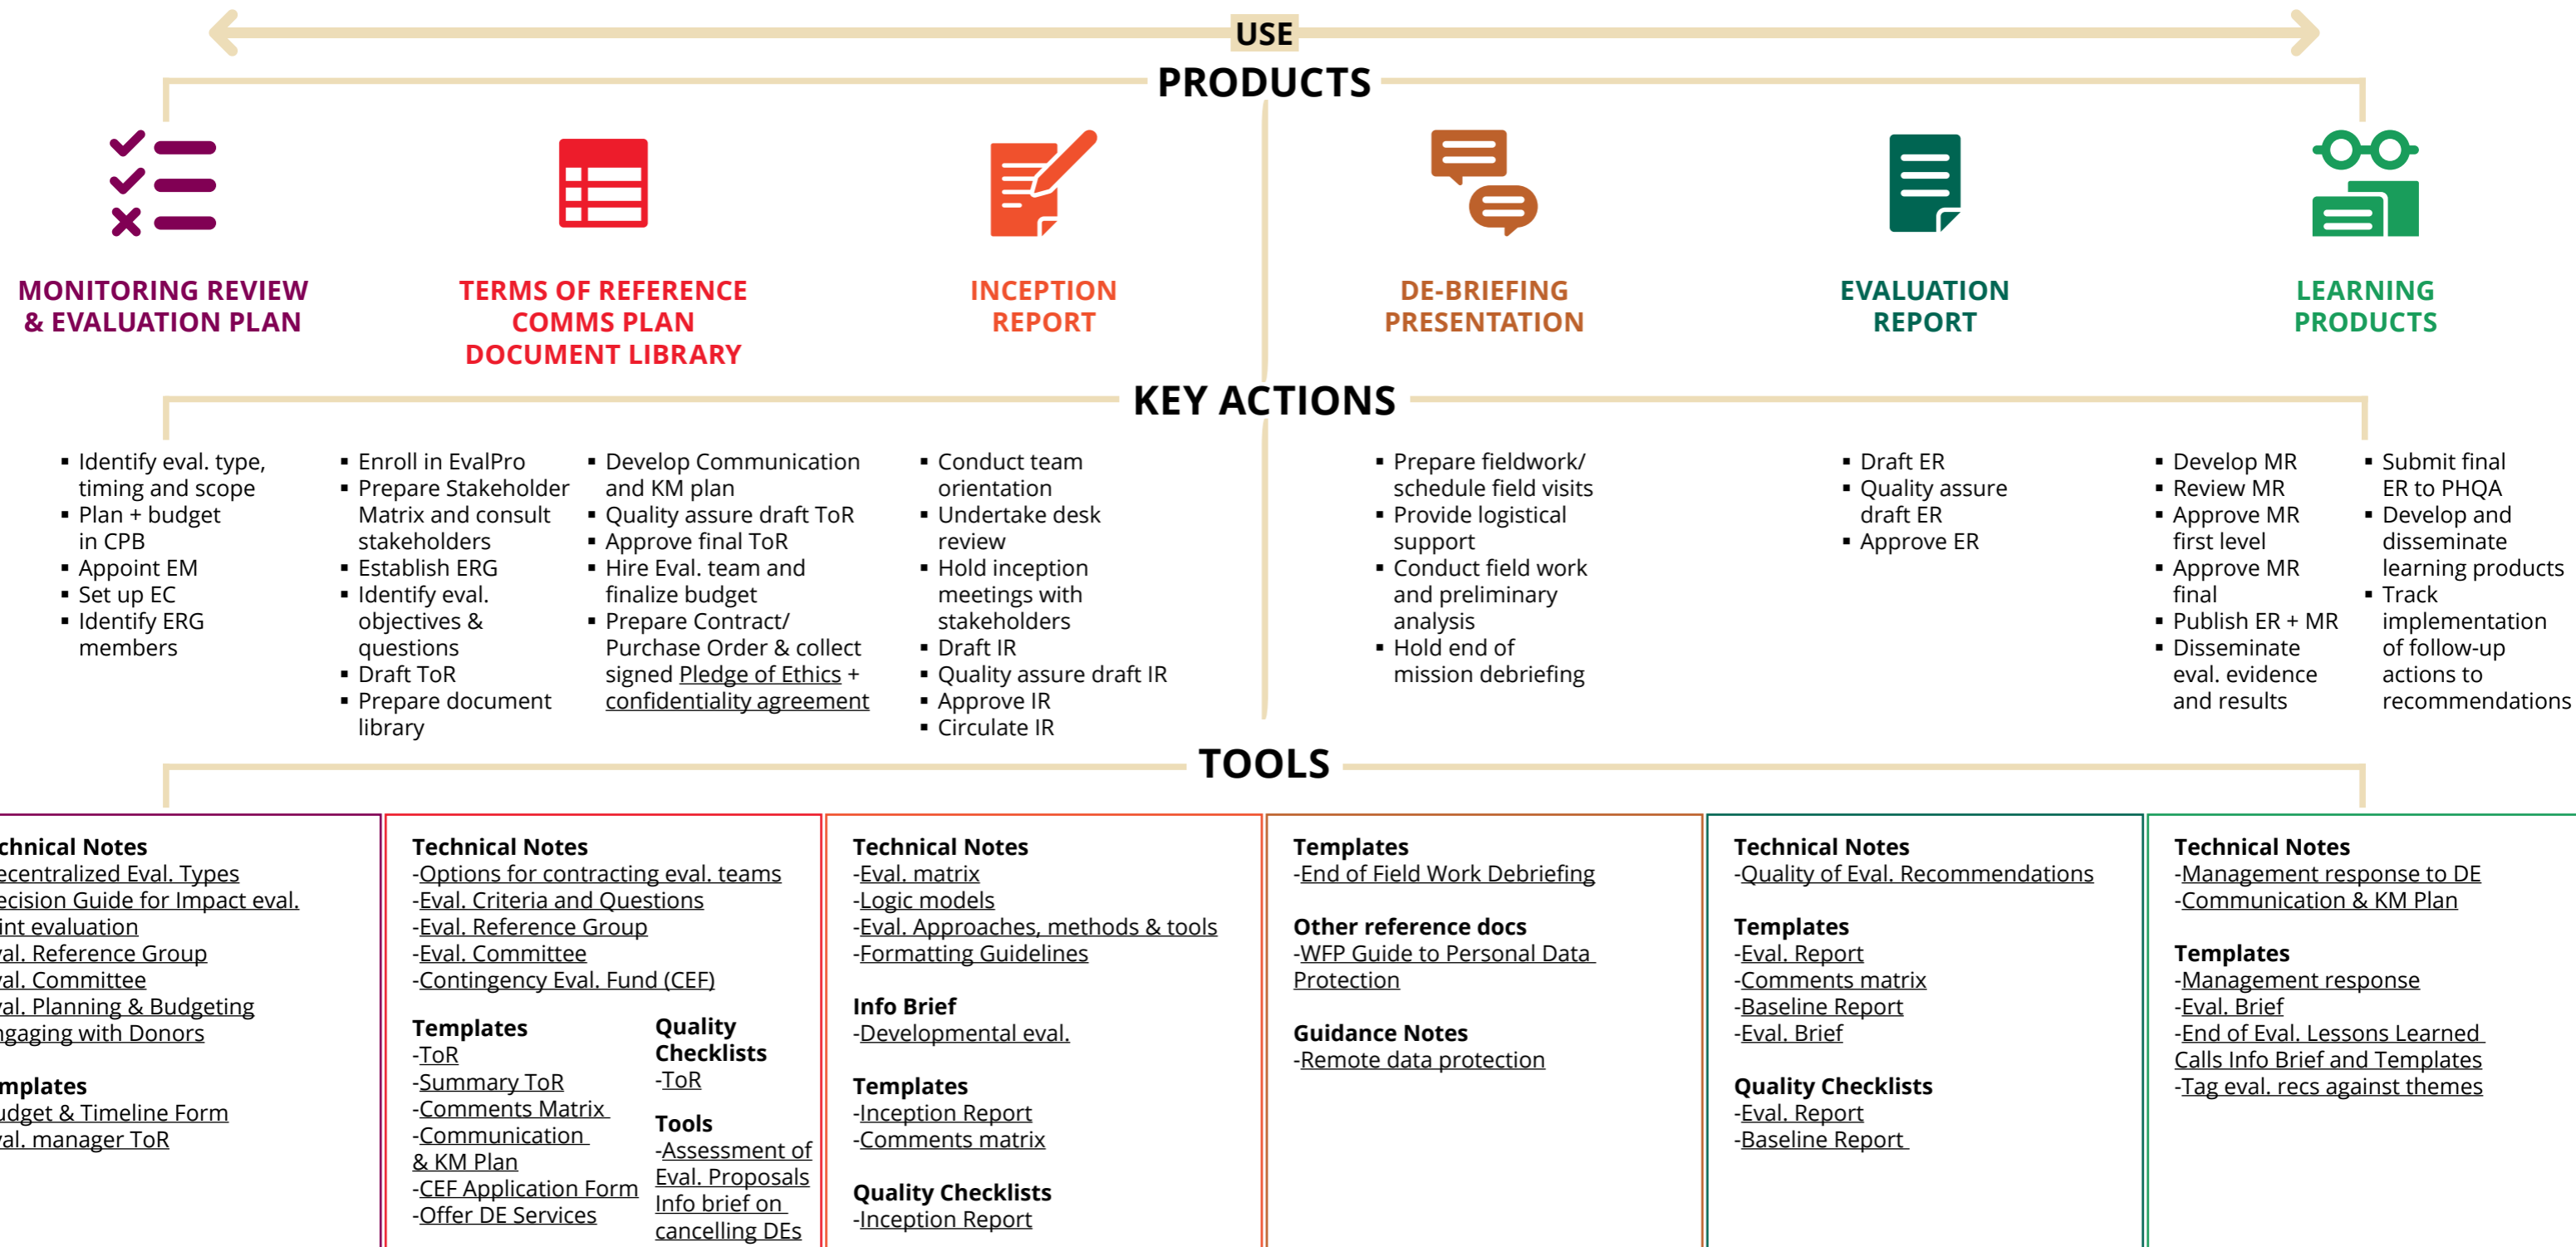 USE
PRODUCTS
MONITORING REVIEW
& EVALUATION PLAN
TERMS OF REFERENCE
COMMS PLAN
DOCUMENT LIBRARY
INCEPTION
REPORT
DE-BRIEFING
PRESENTATION
EVALUATION
REPORT
LEARNING
PRODUCTS
KEY ACTIONS
▪ Identify eval. type,
timing and scope
▪ Plan + budget
in CPB
▪ Appoint EM
▪ Set up EC
▪ Identify ERG
members
▪ Enroll in EvalPro
▪ Prepare Stakeholder
Matrix and consult
stakeholders
▪ Establish ERG
▪ Identify eval.
objectives &
questions
▪ Draft ToR
▪ Prepare document
library
▪ Develop Communication
and KM plan
▪ Quality assure draft ToR
▪ Approve final ToR
▪ Hire Eval. team and
finalize budget
▪ Prepare Contract/
Purchase Order & collect
signed Pledge of Ethics +
confidentiality agreement
▪ Conduct team
orientation
▪ Undertake desk
review
▪ Hold inception
meetings with
stakeholders
▪ Draft IR
▪ Quality assure draft IR
▪ Approve IR
▪ Circulate IR
▪ Prepare fieldwork/
schedule field visits
▪ Provide logistical
support
▪ Conduct field work
and preliminary
analysis
▪ Hold end of
mission debriefing
▪ Draft ER
▪ Quality assure
draft ER
▪ Approve ER
▪ Develop MR
▪ Review MR
▪ Approve MR
first level
▪ Approve MR
final
▪ Publish ER + MR
▪ Disseminate
eval. evidence
and results
▪ Submit final
ER to PHQA
▪ Develop and
disseminate
learning products
▪ Track
implementation
of follow-up
actions to
recommendations
TOOLS
chnical Notes
ecentralized Eval. Types
ecision Guide for Impact eval.
int evaluation
val. Reference Group
val. Committee
val. Planning & Budgeting
ngaging with Donors
mplates
udget & Timeline Form
val. manager ToR
Technical Notes
-Options for contracting eval. teams
-Eval. Criteria and Questions
-Eval. Reference Group
-Eval. Committee
-Contingency Eval. Fund (CEF)
Templates
-ToR
-Summary ToR
-Comments Matrix
-Communication
& KM Plan
-CEF Application Form
-Offer DE Services
Quality
Checklists
-ToR
Tools
-Assessment of
Eval. Proposals
Info brief on
cancelling DEs
Technical Notes
-Eval. matrix
-Logic models
-Eval. Approaches, methods & tools
-Formatting Guidelines
Info Brief
-Developmental eval.
Templates
-Inception Report
-Comments matrix
Quality Checklists
-Inception Report
Templates
-End of Field Work Debriefing
Other reference docs
-WFP Guide to Personal Data
Protection
Guidance Notes
-Remote data protection
Technical Notes
-Quality of Eval. Recommendations
Templates
-Eval. Report
-Comments matrix
-Baseline Report
-Eval. Brief
Quality Checklists
-Eval. Report
-Baseline Report
Technical Notes
-Management response to DE
-Communication & KM Plan
Templates
-Management response
-Eval. Brief
-End of Eval. Lessons Learned
Calls Info Brief and Templates
-Tag eval. recs against themes